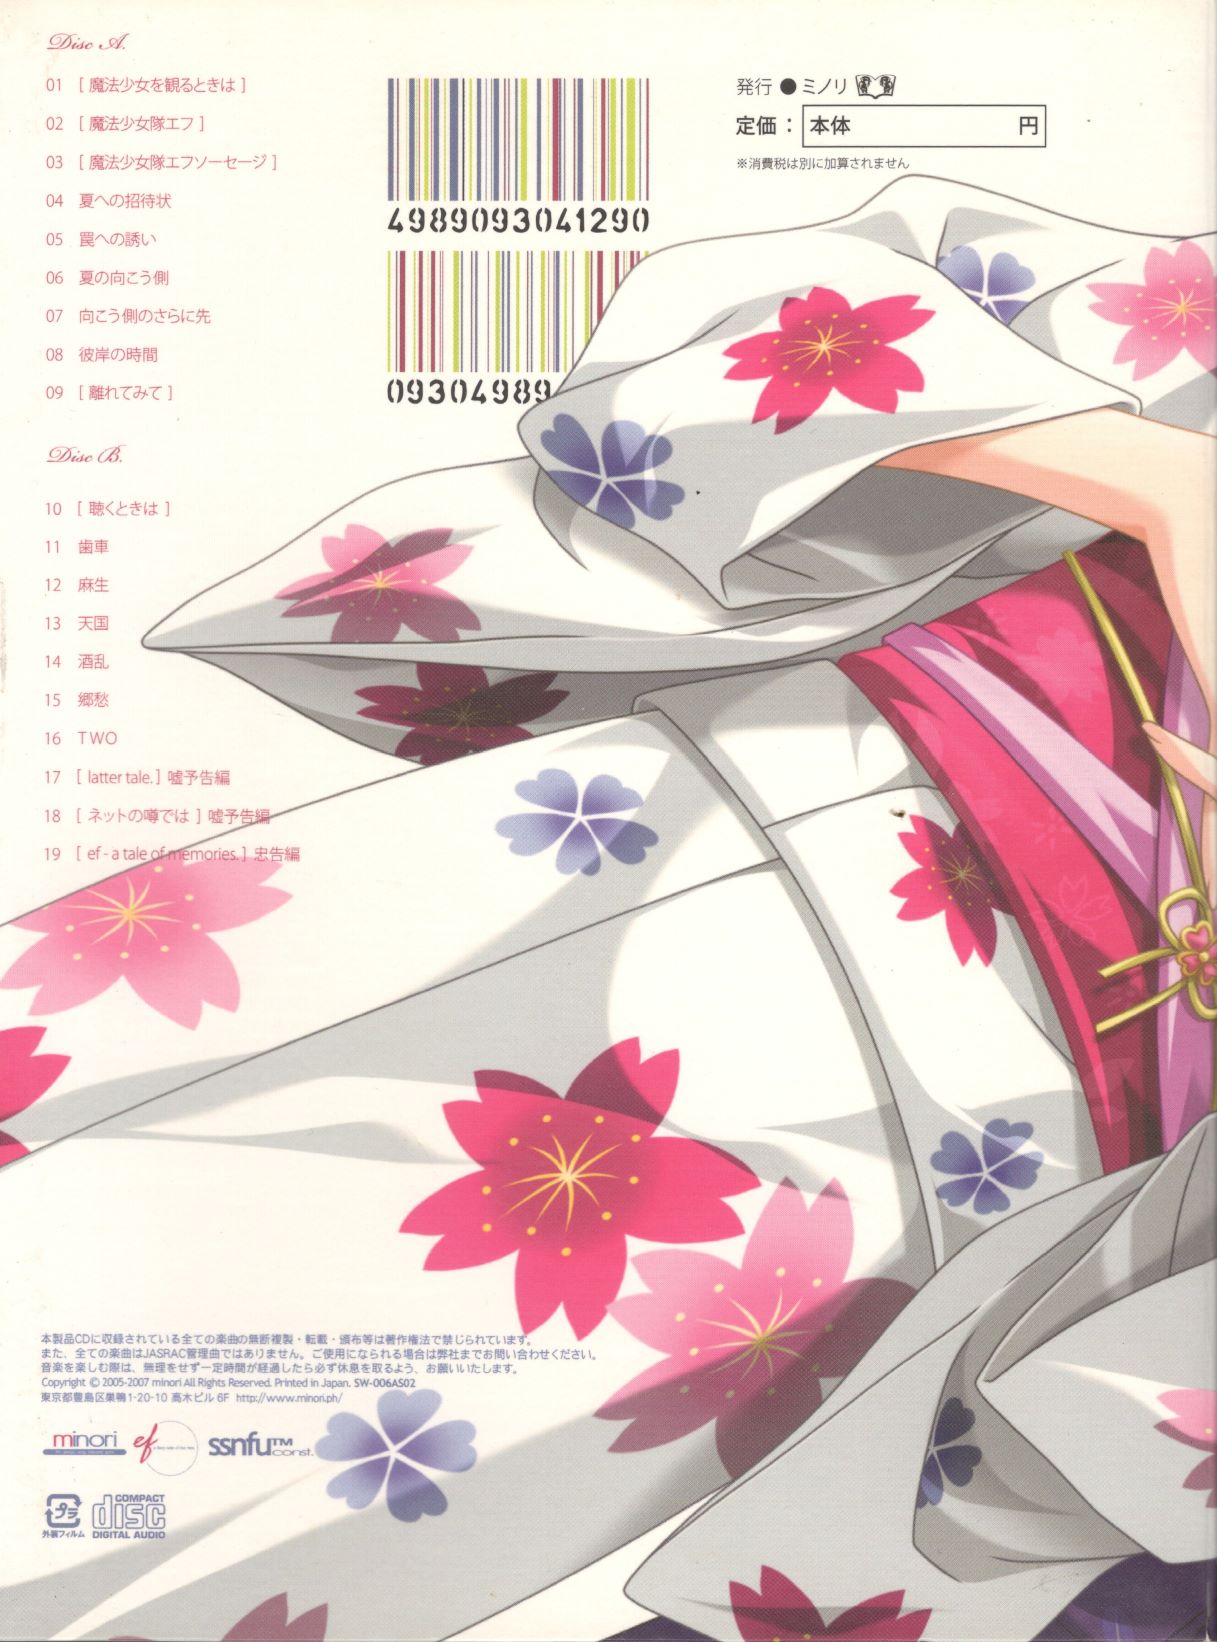 Disc A.
01 [ 魔法少女を観るときは ]
02 [ 魔法少女隊エフ ]
03 [ 魔法少女隊エフソーセージ ]
04 夏への招待状
05 罠への誘い
06 夏の向こう側
07 向こう側のさらに先
08 彼岸の時間
09 [ 離れてみて ]
Disc B.
10 [ 聴くときは ]
11 歯車
12 麻生
13 天国
14 酒乱
15 郷愁
16 TWO
17 [ latter tale. ] 嘘予告編
18 [ ネットの噂では ] 嘘予告編
19 [ ef - a tale of memories. ] 忠告編
4989093041290
09304989
発行 ● ミノリ
定価： 本体 円
※消費税は別に加算されません
本製品CDに収録されている全ての楽曲の無断複製・転載・頒布等は著作権法で禁じられています。
また、全ての楽曲はJASRAC管理曲ではありません。ご使用になられる場合は弊社までお問い合わせください。
音楽を楽しむ際は、無理をせず一定時間が経過したら必ず休息を取るよう、お願いいたします。
Copyright © 2005-2007 minori All Rights Reserved. Printed in Japan. SW-006AS02
東京都豊島区巣鴨1-20-10 高木ビル 6F http://www.minori.ph/
minori
ef
ssnfu™
const.
プラ
外装フィルム
COMPACT
disc
DIGITAL AUDIO